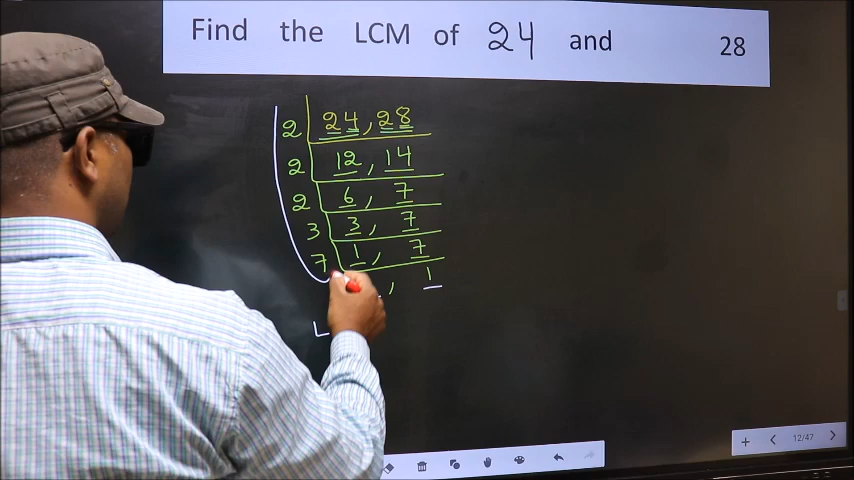 Find the LCM of 24 and 28
2 24, 28
2 12, 14
2 6, 7
3 3, 7
7 1, 7
, 1
L
12/47